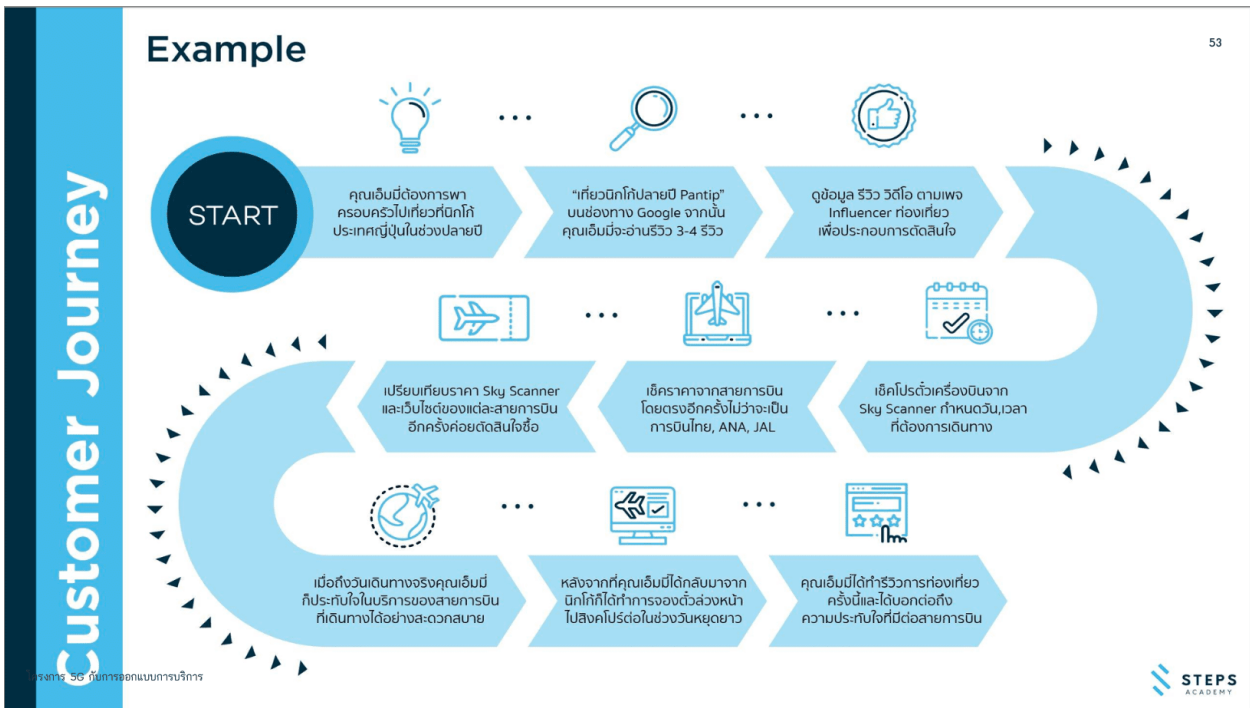 Example
53
Customer Journey
START
คุณเอ็มมี่ต้องการพา
ครอบครัวไปเที่ยวที่นิกโก้
ประเทศญี่ปุ่นในช่วงปลายปี
“เที่ยวนิกโก้ปลายปี Pantip”
บนช่องทาง Google จากนั้น
คุณเอ็มมี่จะอ่านรีวิว 3-4 รีวิว
ดูข้อมูล รีวิว วิดีโอ ตามเพจ
Influencer ท่องเที่ยว
เพื่อประกอบการตัดสินใจ
เช็คโปรตั๋วเครื่องบินจาก
Sky Scanner กำหนดวัน,เวลา
ที่ต้องการเดินทาง
เช็คราคาจากสายการบิน
โดยตรงอีกครั้งไม่ว่าจะเป็น
การบินไทย, ANA, JAL
เปรียบเทียบราคา Sky Scanner
และเว็บไซต์ของแต่ละสายการบิน
อีกครั้งค่อยตัดสินใจซื้อ
เมื่อถึงวันเดินทางจริงคุณเอ็มมี่
ก็ประทับใจในบริการของสายการบิน
ที่เดินทางได้อย่างสะดวกสบาย
หลังจากที่คุณเอ็มมี่ได้กลับมาจาก
นิกโก้ก็ได้ทำการจองตั๋วล่วงหน้า
ไปสิงคโปร์ต่อในช่วงวันหยุดยาว
คุณเอ็มมี่ได้ทำรีวิวการท่องเที่ยว
ครั้งนี้และได้บอกต่อถึง
ความประทับใจที่มีต่อสายการบิน
โครงการ 5G กับการออกแบบการบริการ
STEPS
ACADEMY